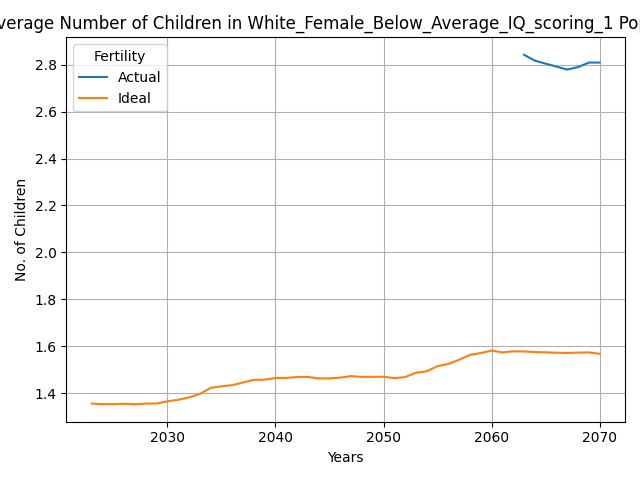 verage Number of Children in White_Female_Below_Average_IQ_scoring_1 Po
Fertility
Actual
Ideal
2.8
2.6
2.4
2.2
2.0
1.8
1.6
1.4
No. of Children
2030 2040 2050 2060 2070
Years